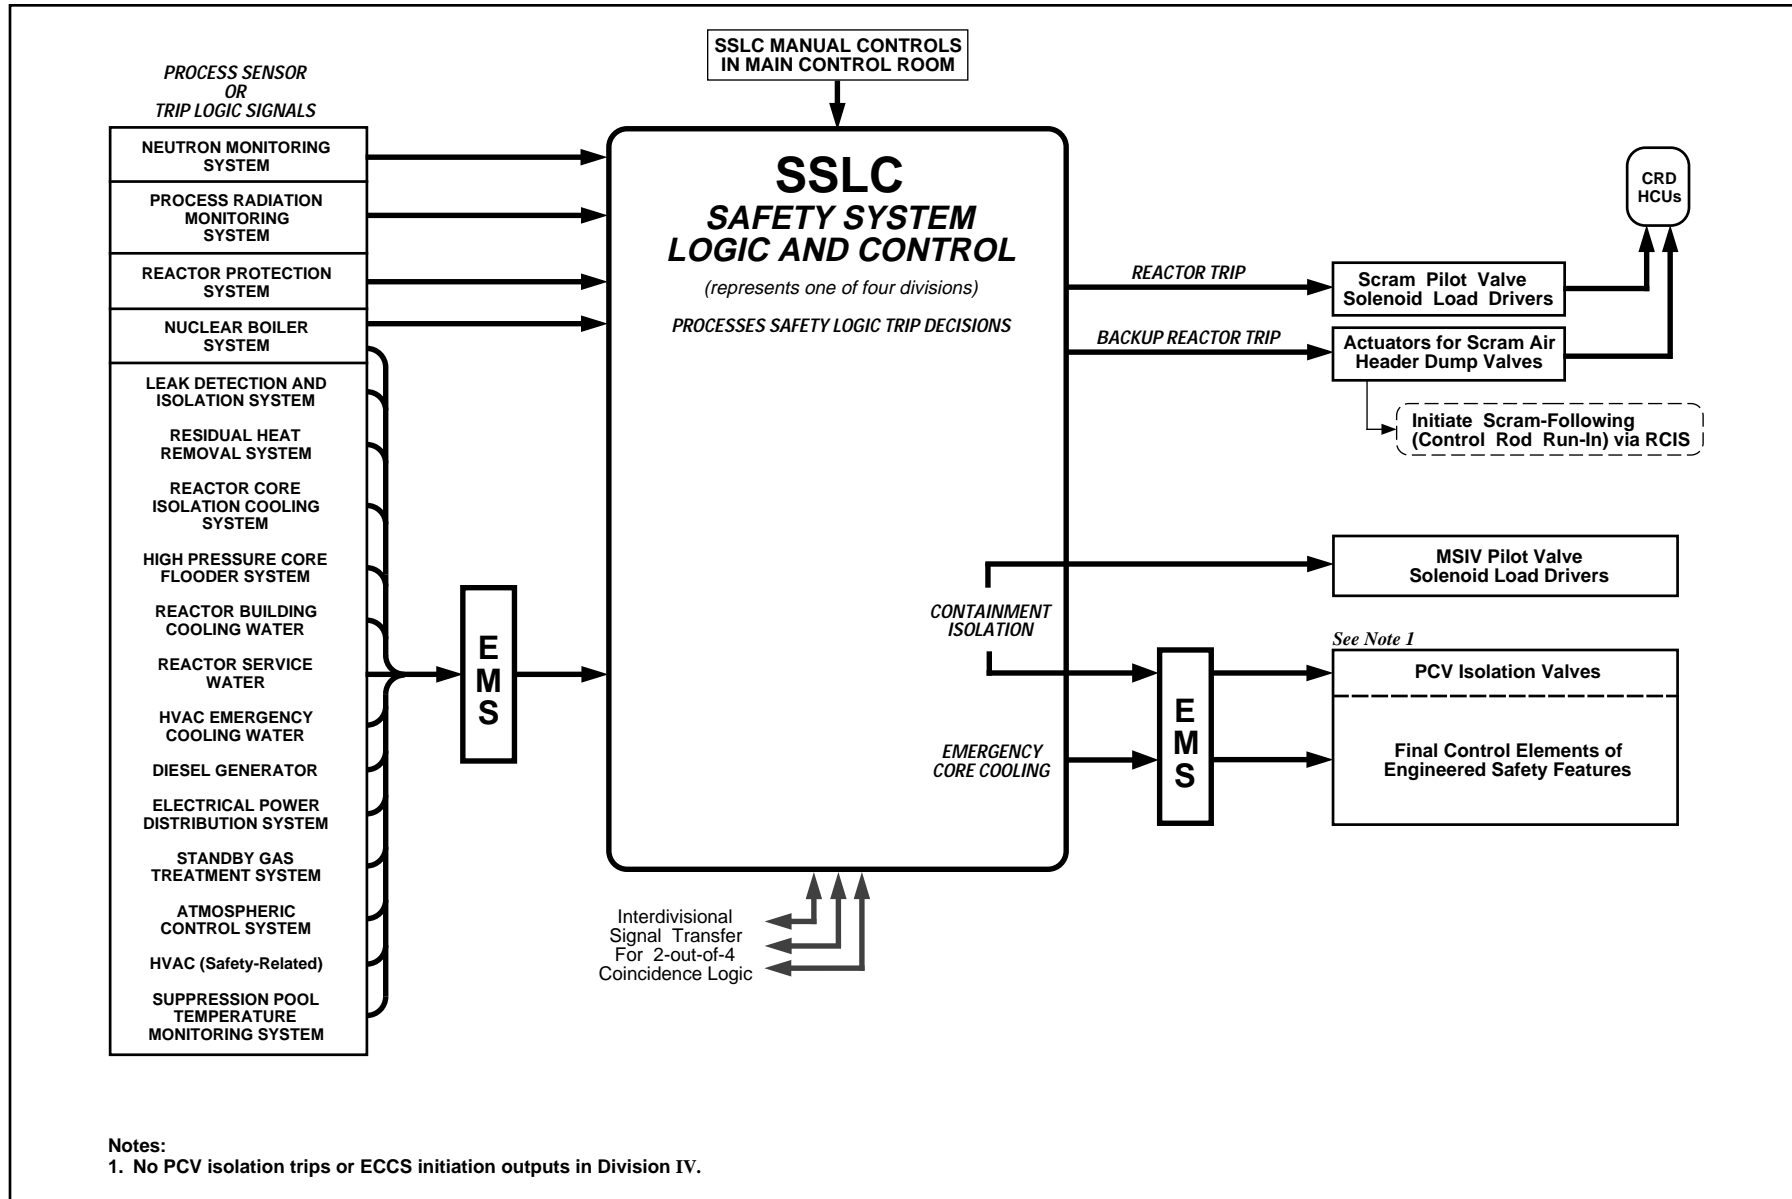 SSLC MANUAL CONTROLS
IN MAIN CONTROL ROOM
PROCESS SENSOR
OR
TRIP LOGIC SIGNALS
NEUTRON MONITORING
SYSTEM
PROCESS RADIATION
MONITORING
SYSTEM
REACTOR PROTECTION
SYSTEM
NUCLEAR BOILER
SYSTEM
LEAK DETECTION AND
ISOLATION SYSTEM
RESIDUAL HEAT
REMOVAL SYSTEM
REACTOR CORE
ISOLATION COOLING
SYSTEM
HIGH PRESSURE CORE
FLOODER SYSTEM
REACTOR BUILDING
COOLING WATER
REACTOR SERVICE
WATER
HVAC EMERGENCY
COOLING WATER
DIESEL GENERATOR
ELECTRICAL POWER
DISTRIBUTION SYSTEM
STANDBY GAS
TREATMENT SYSTEM
ATMOSPHERIC
CONTROL SYSTEM
HVAC (Safety-Related)
SUPPRESSION POOL
TEMPERATURE
MONITORING SYSTEM
E
M
S
SSLC
SAFETY SYSTEM
LOGIC AND CONTROL
(represents one of four divisions)
PROCESSES SAFETY LOGIC TRIP DECISIONS
CONTAINMENT
ISOLATION
EMERGENCY
CORE COOLING
Interdivisional
Signal Transfer
For 2-out-of-4
Coincidence Logic
REACTOR TRIP
BACKUP REACTOR TRIP
E
M
S
CRD
HCUs
Scram Pilot Valve
Solenoid Load Drivers
Actuators for Scram Air
Header Dump Valves
Initiate Scram-Following
(Control Rod Run-In) via RCIS
MSIV Pilot Valve
Solenoid Load Drivers
See Note 1
PCV Isolation Valves
Final Control Elements of
Engineered Safety Features
Notes:
1. No PCV isolation trips or ECCS initiation outputs in Division IV.